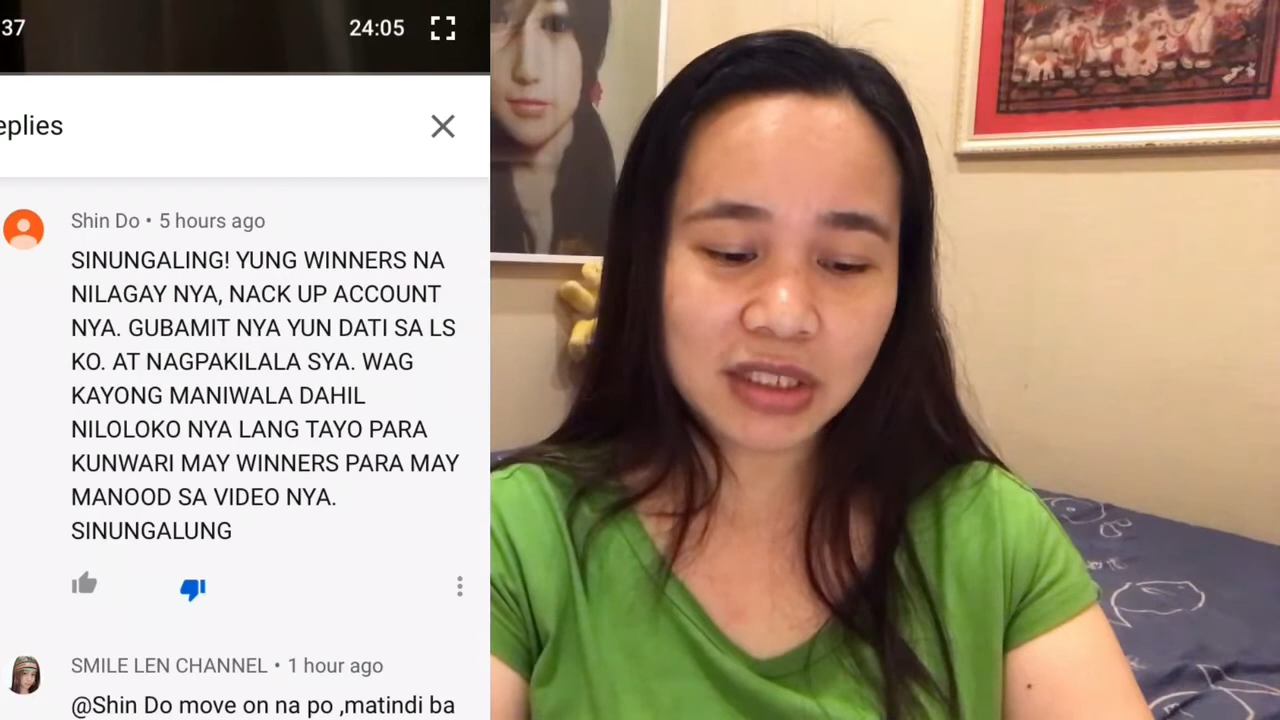 37
24:05
eplies
Shin Do • 5 hours ago
SINUNGALING! YUNG WINNERS NA
NILAGAY NYA, NACK UP ACCOUNT
NYA. GUBAMIT NYA YUN DATI SA LS
KO. AT NAGPAKILALA SYA. WAG
KAYONG MANIWALA DAHIL
NILOLOKO NYA LANG TAYO PARA
KUNWARI MAY WINNERS PARA MAY
MANOOD SA VIDEO NYA.
SINUNGALUNG
SMILE LEN CHANNEL • 1 hour ago
@Shin Do move on na po ,matindi ba